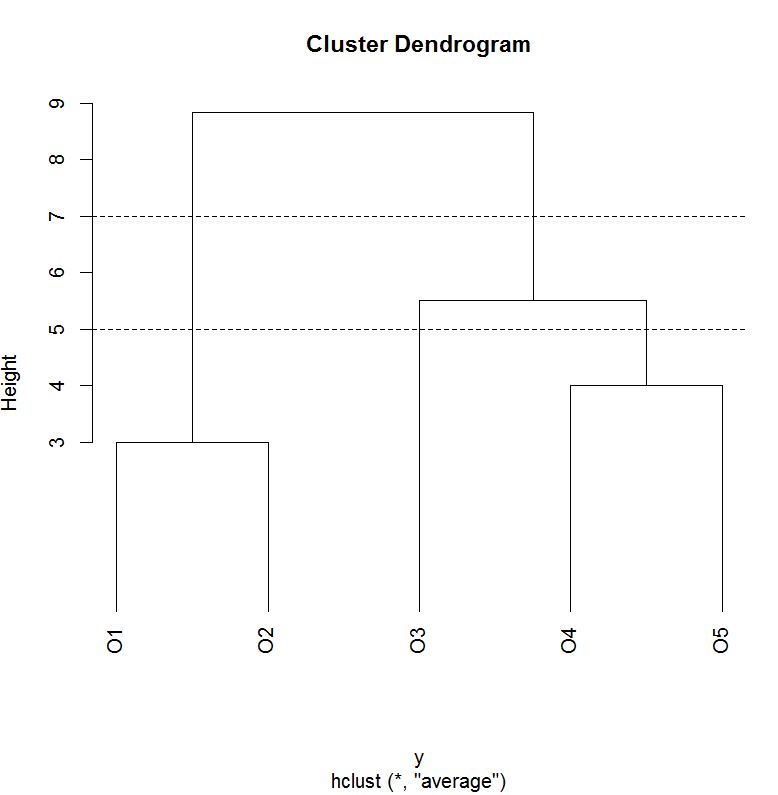 Cluster Dendrogram
9
8
7
6
5
4
3
Height
O1 O2 O3 O4 O5
y
hclust (*, "average")